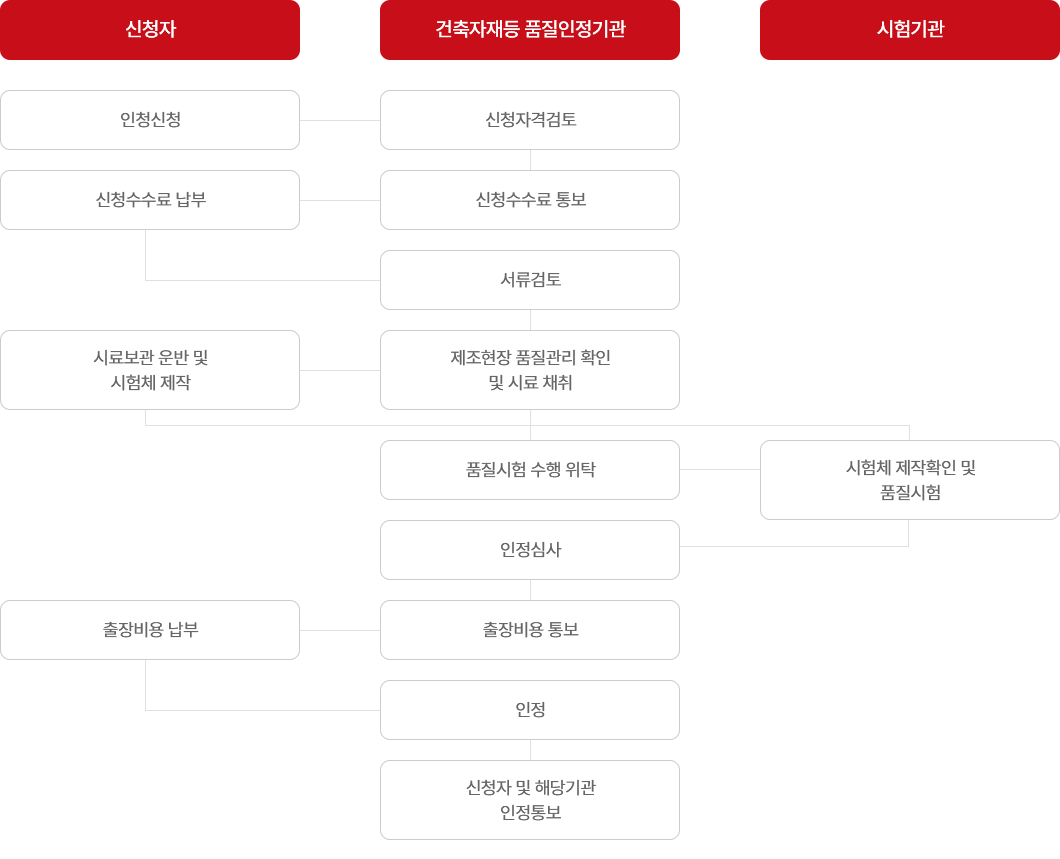 신청자
건축자재등 품질인정기관
시험기관
인청신청
신청자격검토
신청수수료 납부
신청수수료 통보
서류검토
시료보관 운반 및
시험체 제작
제조현장 품질관리 확인
및 시료 채취
품질시험 수행 위탁
시험체 제작확인 및
품질시험
인정심사
출장비용 납부
출장비용 통보
인정
신청자 및 해당기관
인정통보